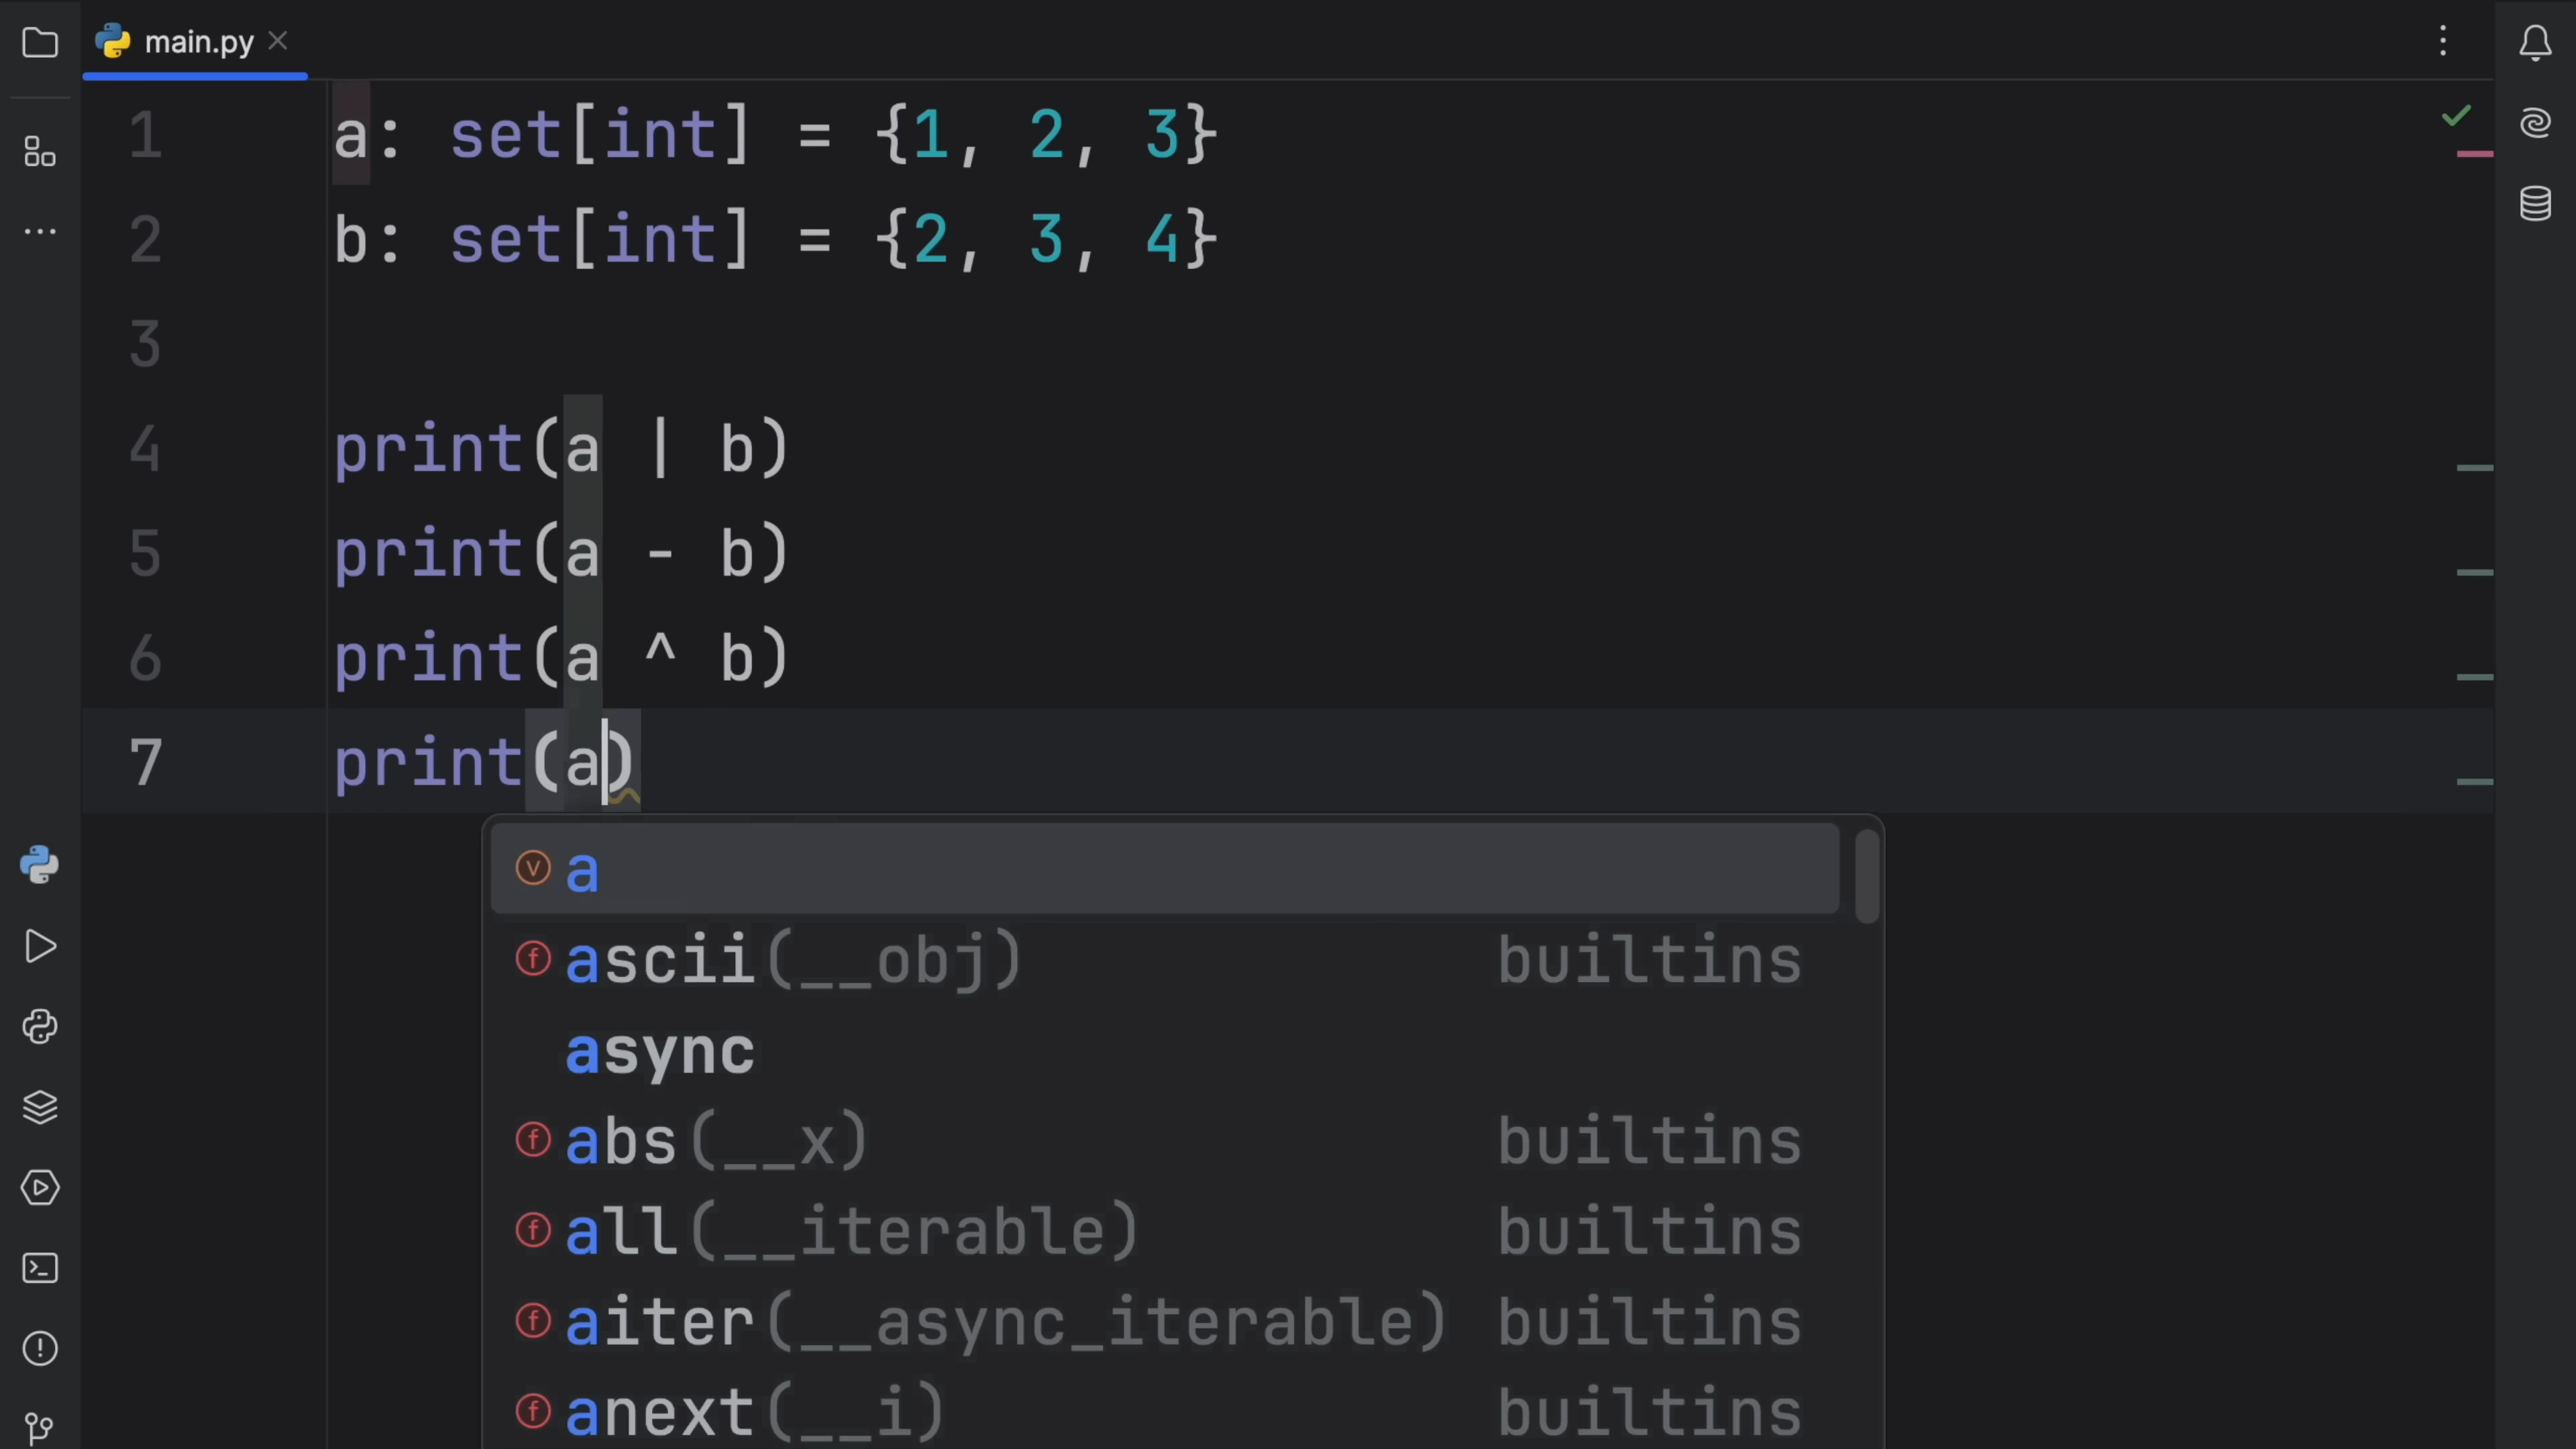 main.py
1 a: set[int] = {1, 2, 3}
2 b: set[int] = {2, 3, 4}
3
4 print(a | b)
5 print(a - b)
6 print(a ^ b)
7 print(a)
a
ascii(__obj) builtins
async
abs(__x) builtins
all(__iterable) builtins
aiter(__async_iterable) builtins
anext(__i) builtins